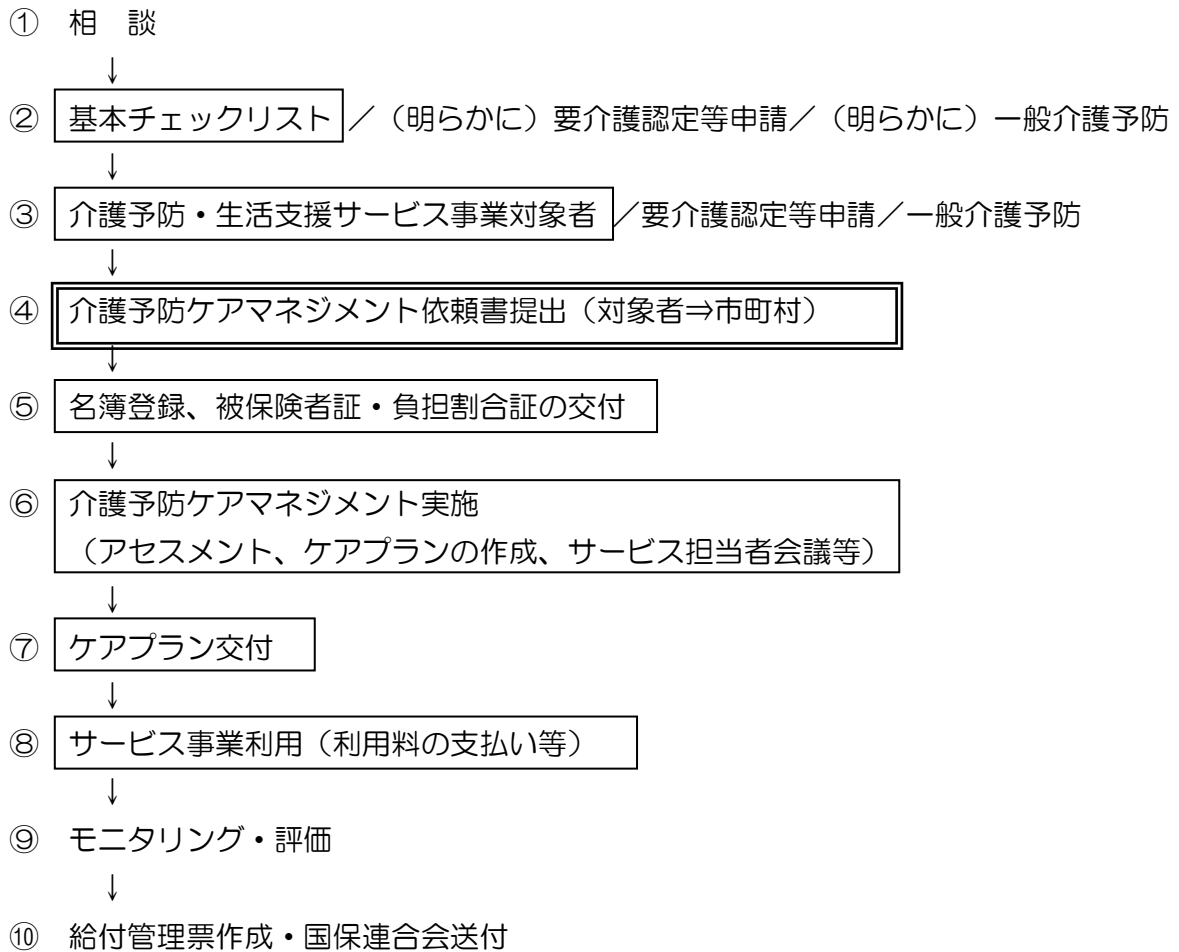 ① 相　談
↓
② 基本チェックリスト／（明らかに）要介護認定等申請／（明らかに）一般介護予防
↓
③ 介護予防・生活支援サービス事業対象者／要介護認定等申請／一般介護予防
↓
④ 介護予防ケアマネジメント依頼書提出（対象者⇒市町村）
↓
⑤ 名簿登録、被保険者証・負担割合証の交付
↓
⑥ 介護予防ケアマネジメント実施
（アセスメント、ケアプランの作成、サービス担当者会議等）
↓
⑦ ケアプラン交付
↓
⑧ サービス事業利用（利用料の支払い等）
↓
⑨ モニタリング・評価
↓
⑩ 給付管理票作成・国保連合会送付